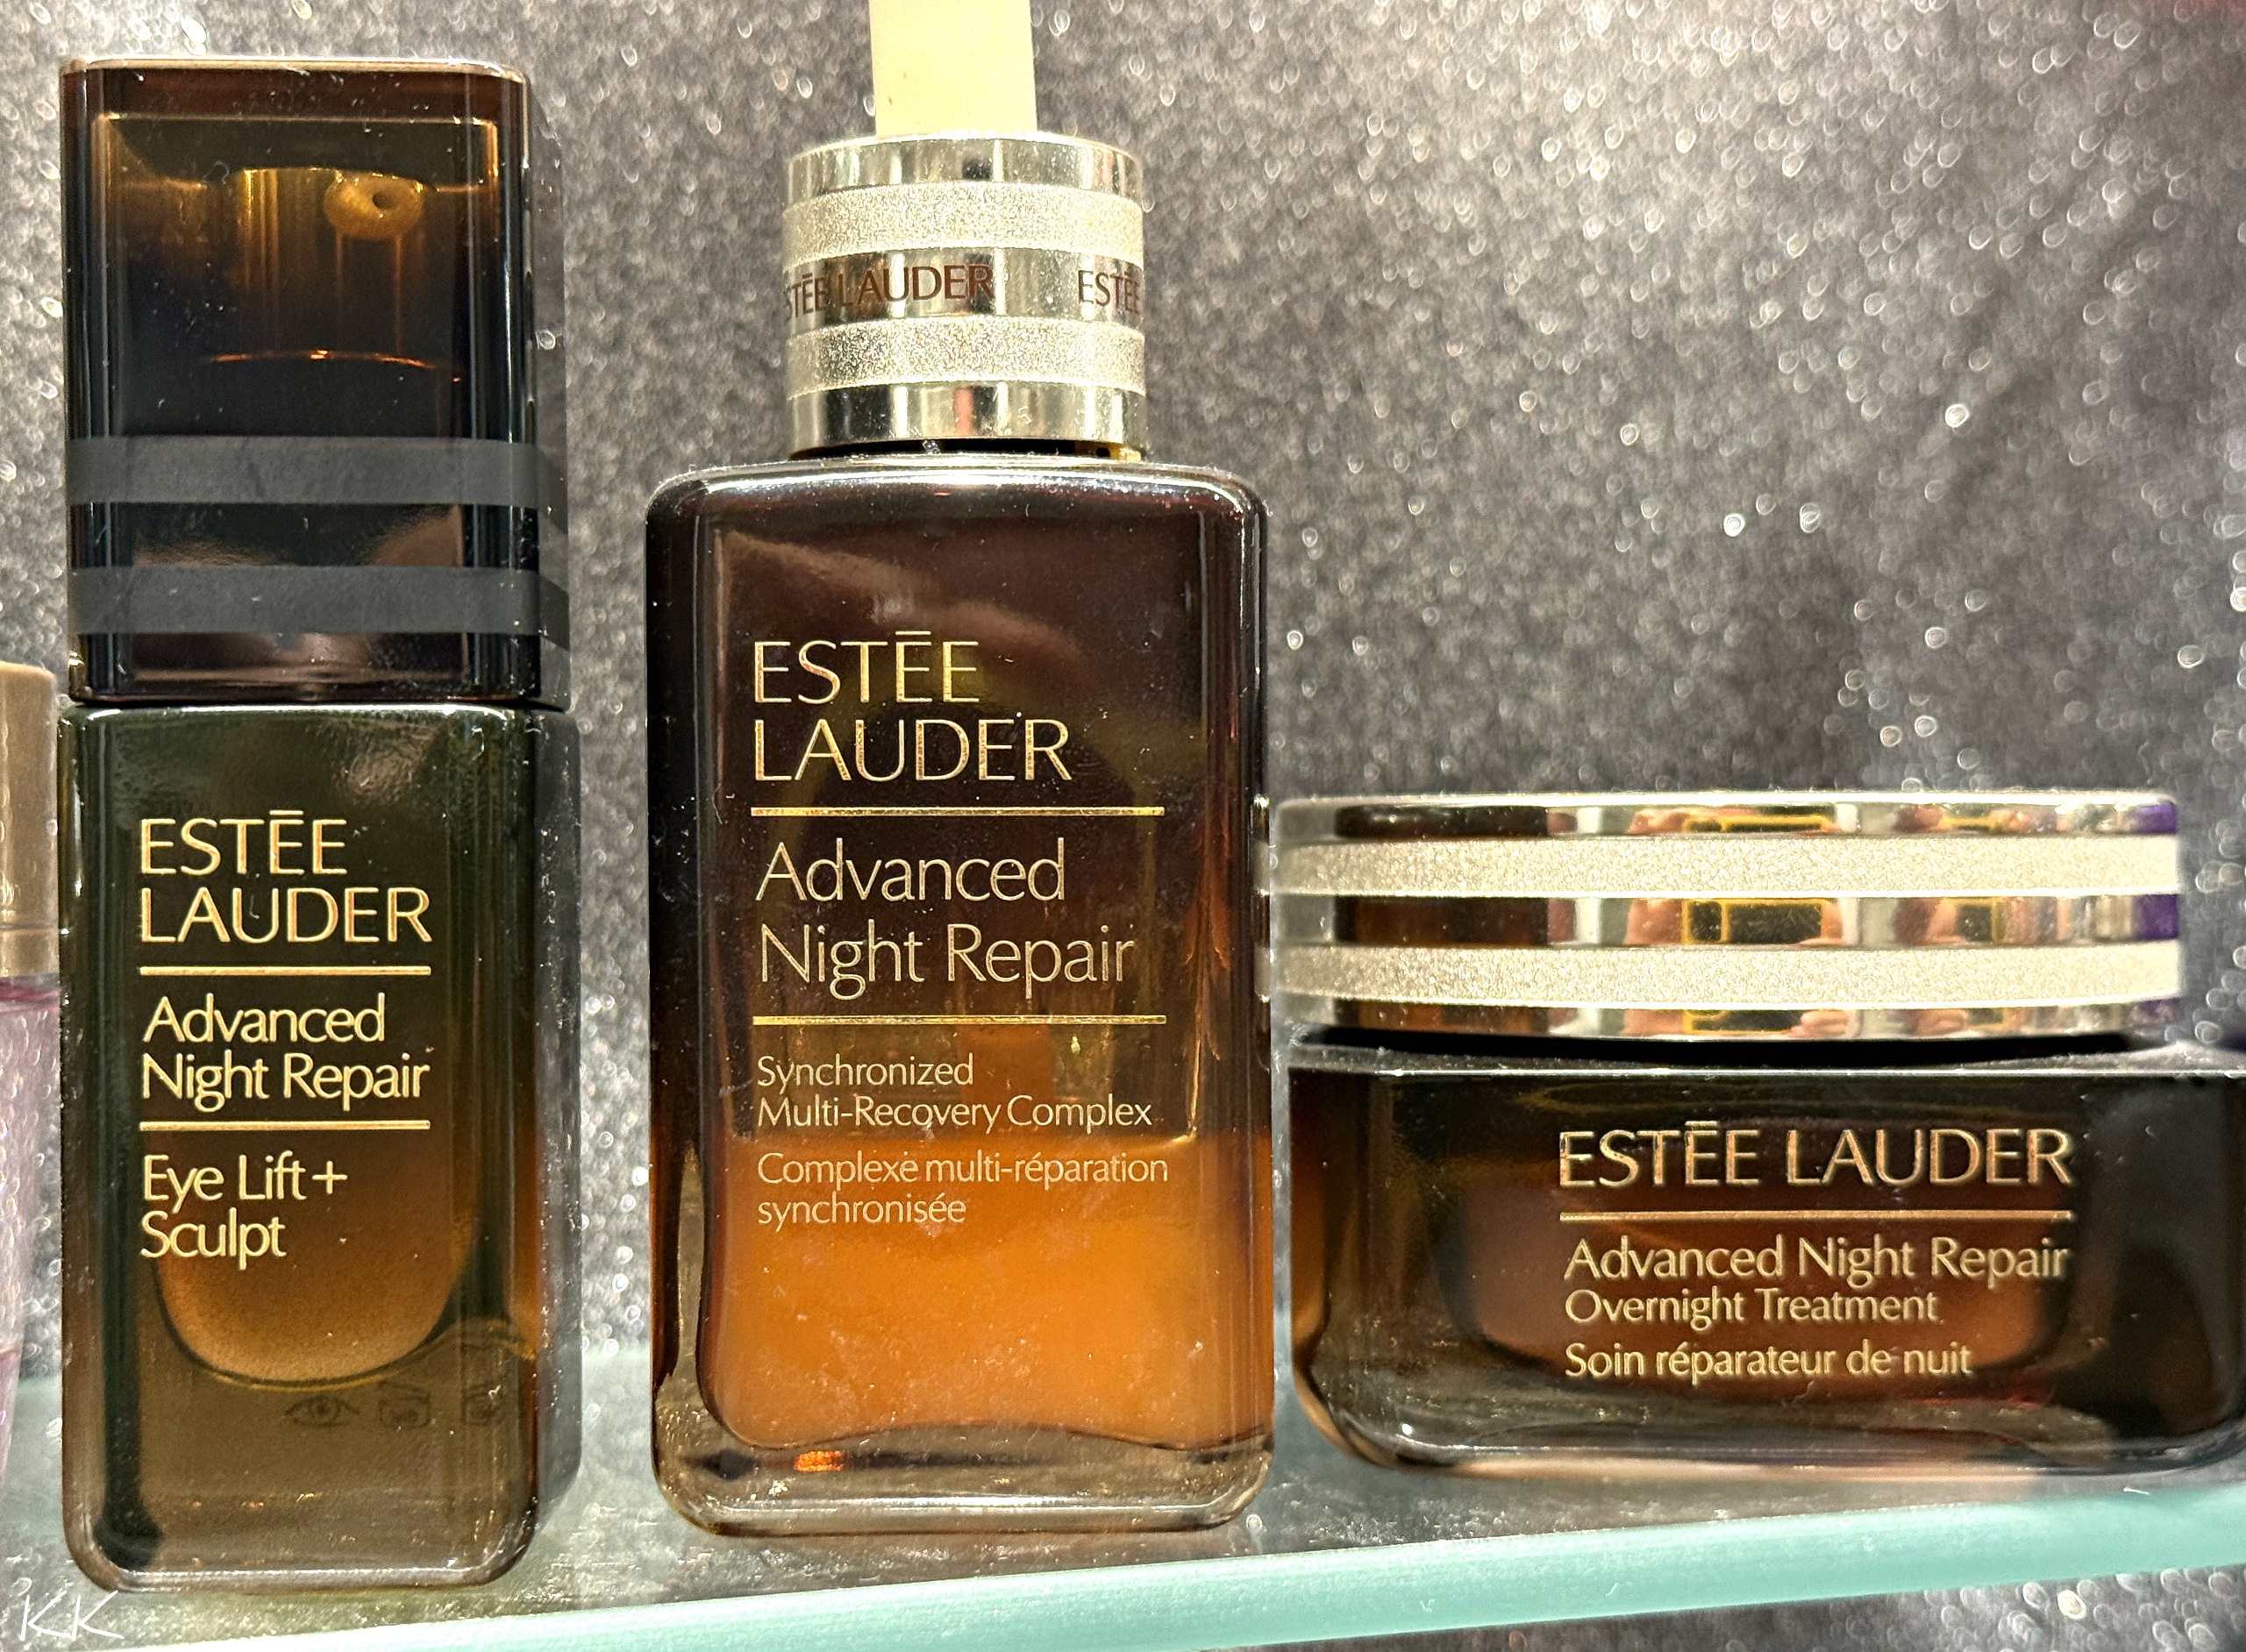 ESTĒE
LAUDER
Advanced
Night Repair
Eye Lift+
Sculpt
STĒE LAUDER ESTĒE
ESTĒE
LAUDER
Advanced
Night Repair
Synchronized
Multi-Recovery Complex
Complexe multi-réparation
synchronisée
ESTĒE LAUDER
Advanced Night Repair
Overnight Treatment
Soin réparateur de nuit
KK